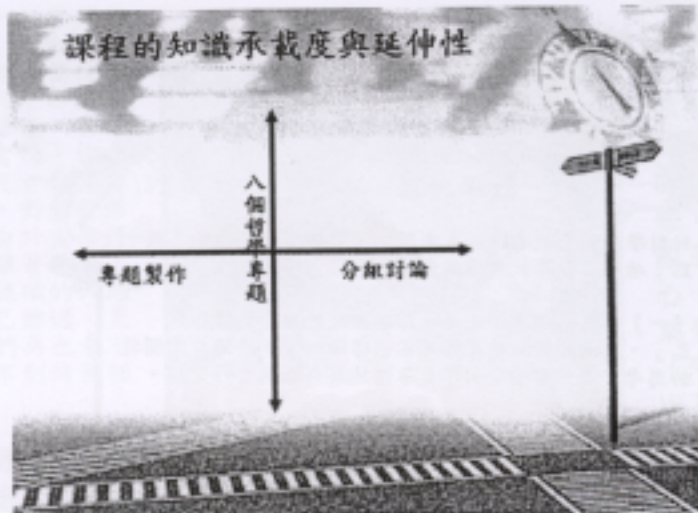 課程的知識承載度與延伸性
八個哲學專題
專題製作
分組討論